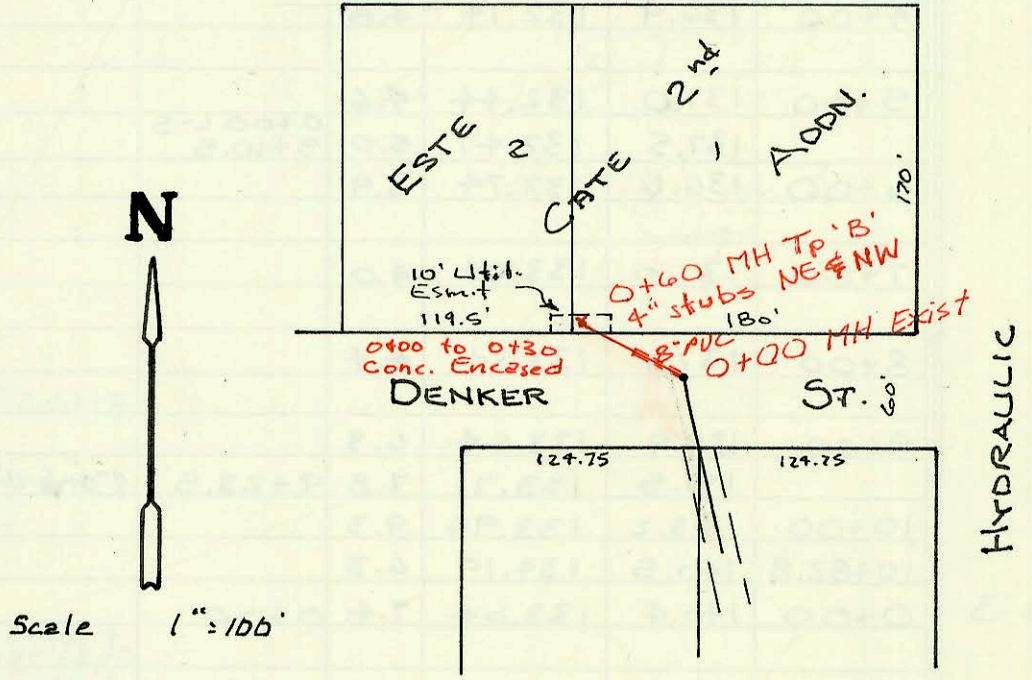 ESTE CATE 2nd ADDN.
2
1
170'
N
10' Util.
Esm.t
119.5'
180'
0+60 MH Tp 'B'
4" stubs NE & NW
8" PVC
0+00 MH Exist
0+00 to 0+30
Conc. Encased
DENKER ST. 60'
124.75
124.75
HYDRAULIC
Scale 1"=100'